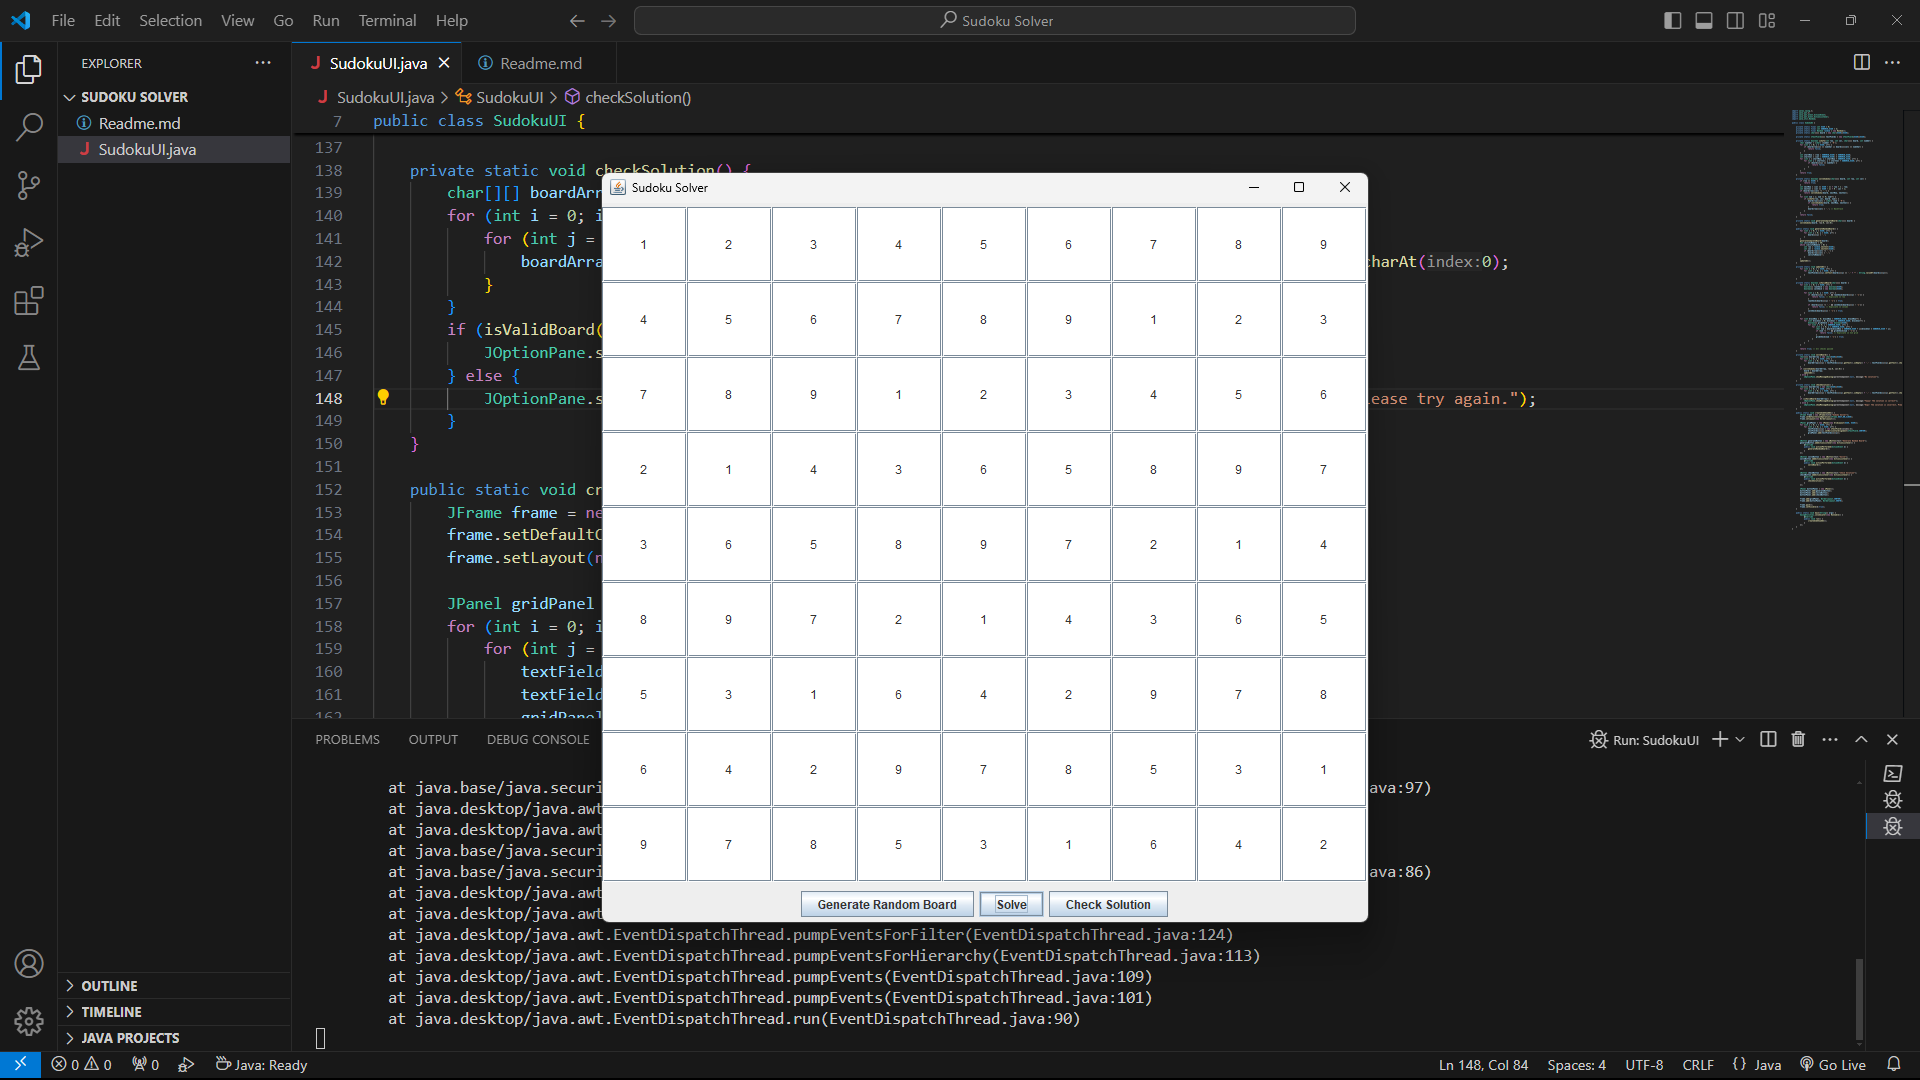 File Edit Selection View Go Run Terminal Help
Sudoku Solver
EXPLORER
SUDOKU SOLVER
Readme.md
SudokuUI.java
OUTLINE
TIMELINE
JAVA PROJECTS
SudokuUI.java
Readme.md
SudokuUI.java > SudokuUI > checkSolution()
7 public class SudokuUI {
137
138 private static void checkSolution() {
139 char[][] boardArr
140 for (int i = 0; i
141 for (int j =
142 boardArra charAt(index:0);
143 }
144 }
145 if (isValidBoard(
146 JOptionPane.s
147 } else {
148 JOptionPane.s lease try again.");
149 }
150 }
151
152 public static void cr
153 JFrame frame = ne
154 frame.setDefaultC
155 frame.setLayout(n
156
157 JPanel gridPanel
158 for (int i = 0; i
159 for (int j =
160 textField
161 textField
162 gridPanel
Sudoku Solver
1 2 3 4 5 6 7 8 9
4 5 6 7 8 9 1 2 3
7 8 9 1 2 3 4 5 6
2 1 4 3 6 5 8 9 7
3 6 5 8 9 7 2 1 4
8 9 7 2 1 4 3 6 5
5 3 1 6 4 2 9 7 8
6 4 2 9 7 8 5 3 1
9 7 8 5 3 1 6 4 2
Generate Random Board Solve Check Solution
PROBLEMS OUTPUT DEBUG CONSOLE
Run: SudokuUI
at java.base/java.securi ava:97)
at java.desktop/java.awt
at java.desktop/java.awt
at java.base/java.securi
at java.base/java.securi ava:86)
at java.desktop/java.awt
at java.desktop/java.awt
at java.desktop/java.awt.EventDispatchThread.pumpEventsForFilter(EventDispatchThread.java:124)
at java.desktop/java.awt.EventDispatchThread.pumpEventsForHierarchy(EventDispatchThread.java:113)
at java.desktop/java.awt.EventDispatchThread.pumpEvents(EventDispatchThread.java:109)
at java.desktop/java.awt.EventDispatchThread.pumpEvents(EventDispatchThread.java:101)
at java.desktop/java.awt.EventDispatchThread.run(EventDispatchThread.java:90)
0 0 0 Java: Ready
Ln 148, Col 84 Spaces: 4 UTF-8 CRLF {} Java Go Live